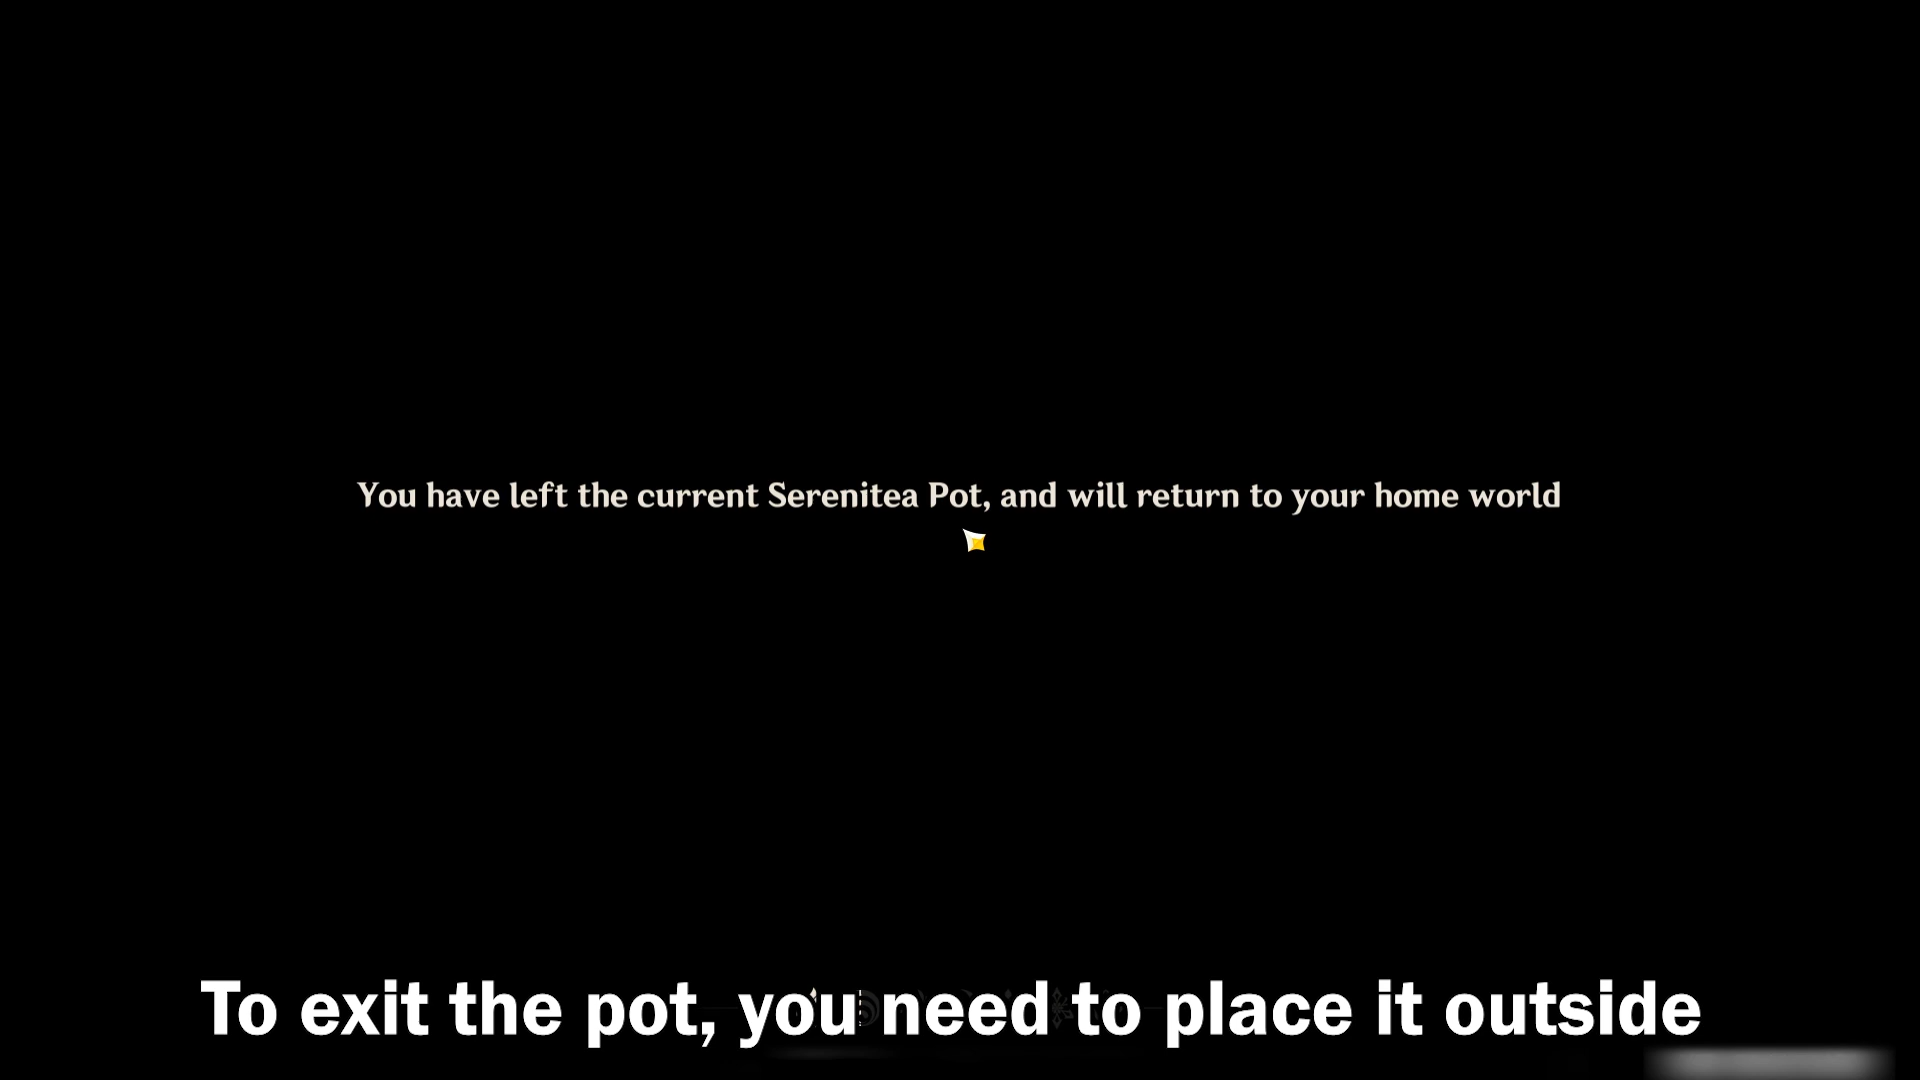 You have left the current Serenitea Pot, and will return to your home world
To exit the pot, you need to place it outside